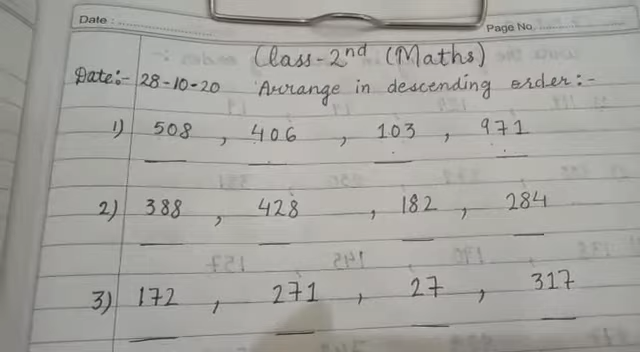 Date : Page No.
Class-2nd (Maths)
Date:- 28-10-20 Arrange in descending order:-
1) 508 , 406 , 103 , 971
2) 388 , 428 , 182 , 284
3) 172 , 271 , 27 , 317